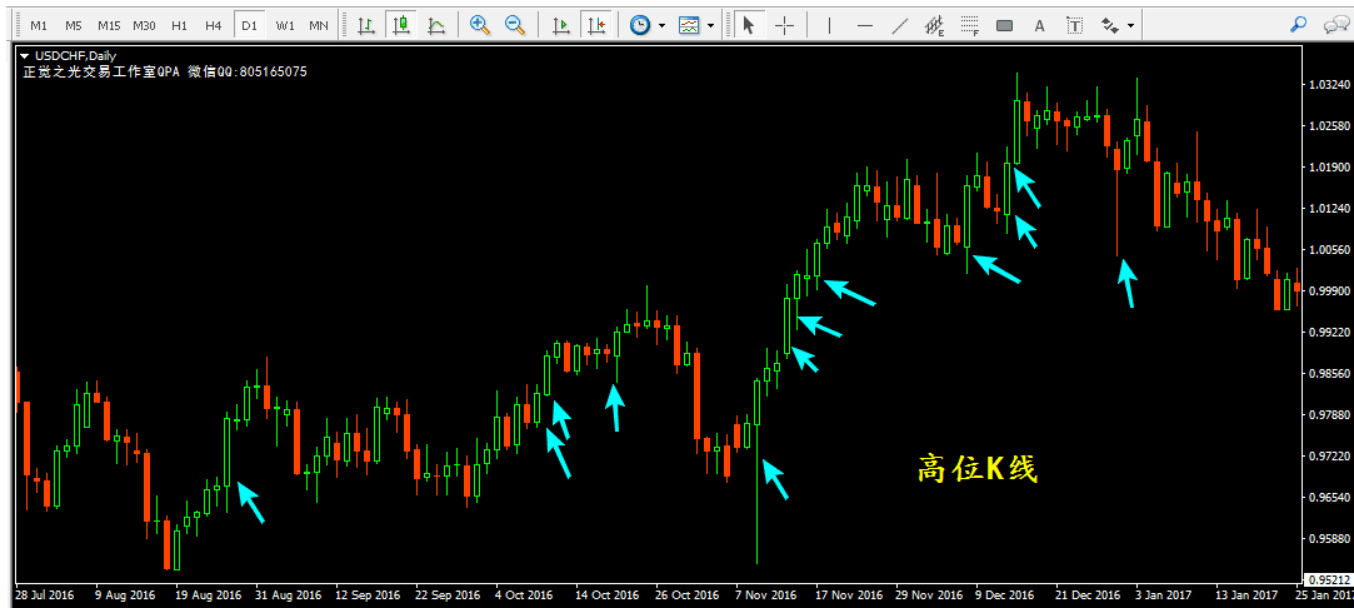 M1 M5 M15 M30 H1 H4 D1 W1 MN E F A T
USDCHF,Daily
正觉之光交易工作室QPA 微信QQ:805165075
1.03240
1.02580
1.01900
1.01240
1.00560
0.99900
0.99220
0.98560
0.97880
0.97220
高位K线
0.96540
0.95880
0.95212
28 Jul 2016 9 Aug 2016 19 Aug 2016 31 Aug 2016 12 Sep 2016 22 Sep 2016 4 Oct 2016 14 Oct 2016 26 Oct 2016 7 Nov 2016 17 Nov 2016 29 Nov 2016 9 Dec 2016 21 Dec 2016 3 Jan 2017 13 Jan 2017 25 Jan 2017